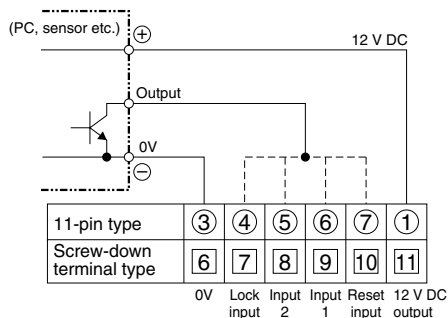 (PC, sensor etc.)
⊕
12 V DC
Output
0V
⊖
11-pin type ③ ④ ⑤ ⑥ ⑦ ①
Screw-down
terminal type
6 7 8 9 10 11
0V Lock Input Input Reset 12 V DC
input 2 1 input output